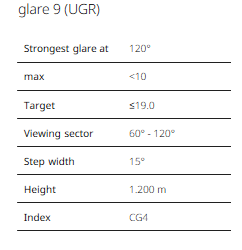 glare 9 (UGR)
Strongest glare at 120°
max <10
Target ≤19.0
Viewing sector 60° - 120°
Step width 15°
Height 1.200 m
Index CG4